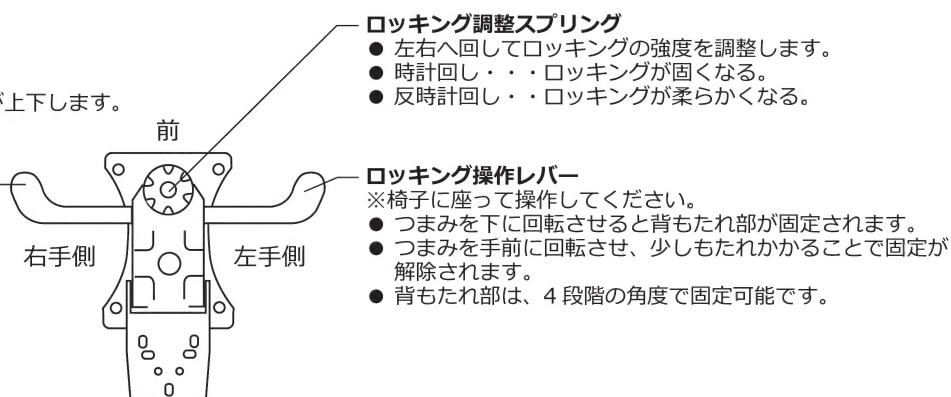 ロッキング調整スプリング
● 左右へ回してロッキングの強度を調整します。
● 時計回し・・・ロッキングが固くなる。
● 反時計回し・・ロッキングが柔らかくなる。
が上下します。
前
ロッキング操作レバー
※椅子に座って操作してください。
● つまみを下に回転させると背もたれ部が固定されます。
● つまみを手前に回転させ、少しもたれかかることで固定が
解除されます。
● 背もたれ部は、4 段階の角度で固定可能です。
右手側
左手側